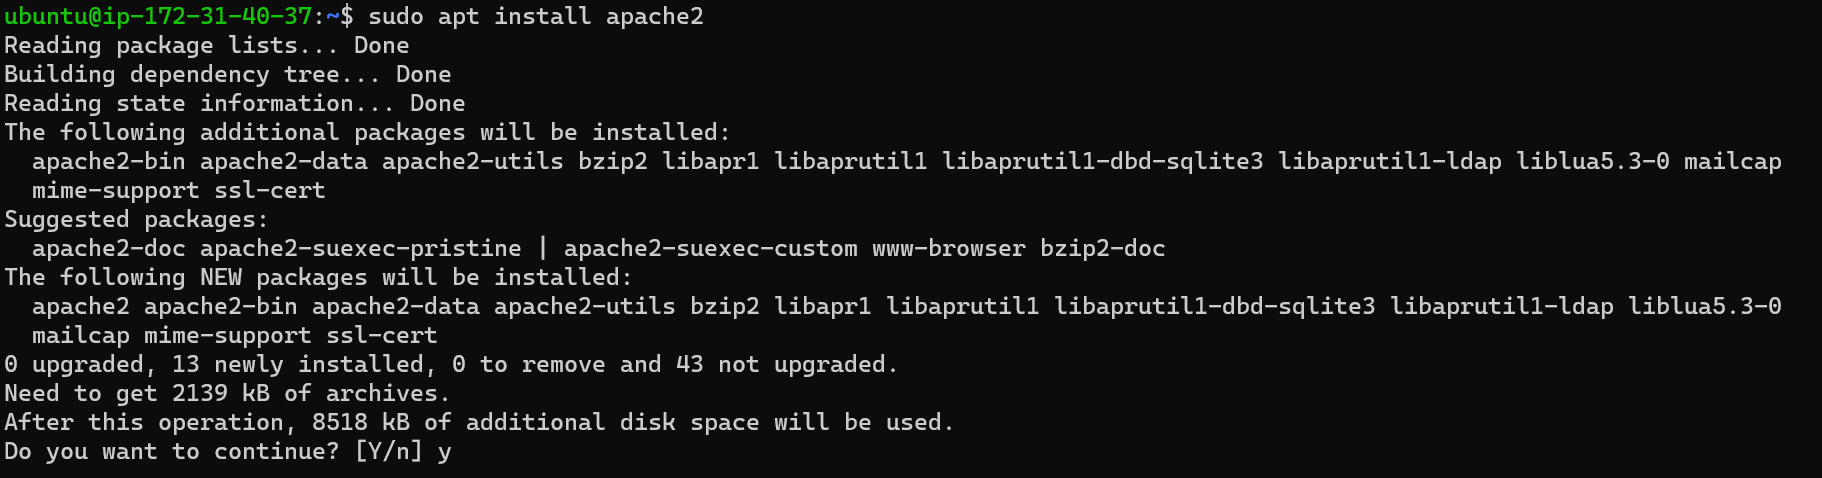 ubuntu@ip-172-31-40-37:~$ sudo apt install apache2
Reading package lists... Done
Building dependency tree... Done
Reading state information... Done
The following additional packages will be installed:
  apache2-bin apache2-data apache2-utils bzip2 libapr1 libaprutil1 libaprutil1-dbd-sqlite3 libaprutil1-ldap liblua5.3-0 mailcap
  mime-support ssl-cert
Suggested packages:
  apache2-doc apache2-suexec-pristine | apache2-suexec-custom www-browser bzip2-doc
The following NEW packages will be installed:
  apache2 apache2-bin apache2-data apache2-utils bzip2 libapr1 libaprutil1 libaprutil1-dbd-sqlite3 libaprutil1-ldap liblua5.3-0
  mailcap mime-support ssl-cert
0 upgraded, 13 newly installed, 0 to remove and 43 not upgraded.
Need to get 2139 kB of archives.
After this operation, 8518 kB of additional disk space will be used.
Do you want to continue? [Y/n] y